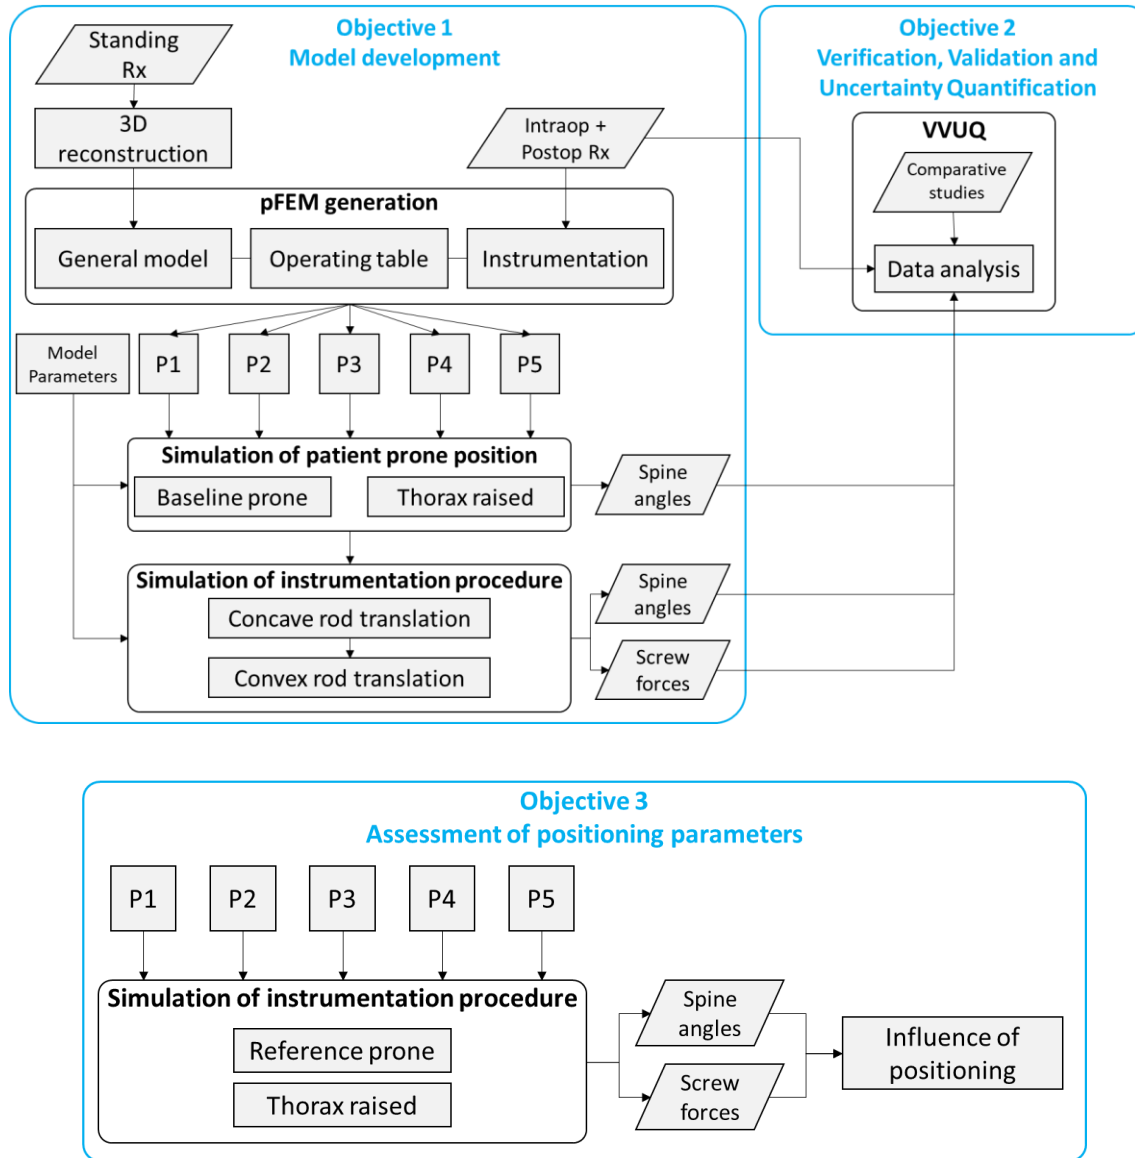 Objective 1
Model development
Standing
Rx
3D
reconstruction
Intraop +
Postop Rx
pFEM generation
General model
Operating table
Instrumentation
Model
Parameters
P1
P2
P3
P4
P5
Simulation of patient prone position
Baseline prone
Thorax raised
Spine
angles
Simulation of instrumentation procedure
Concave rod translation
Convex rod translation
Spine
angles
Screw
forces
Objective 2
Verification, Validation and
Uncertainty Quantification
VVUQ
Comparative
studies
Data analysis
Objective 3
Assessment of positioning parameters
P1
P2
P3
P4
P5
Simulation of instrumentation procedure
Reference prone
Thorax raised
Spine
angles
Screw
forces
Influence of
positioning